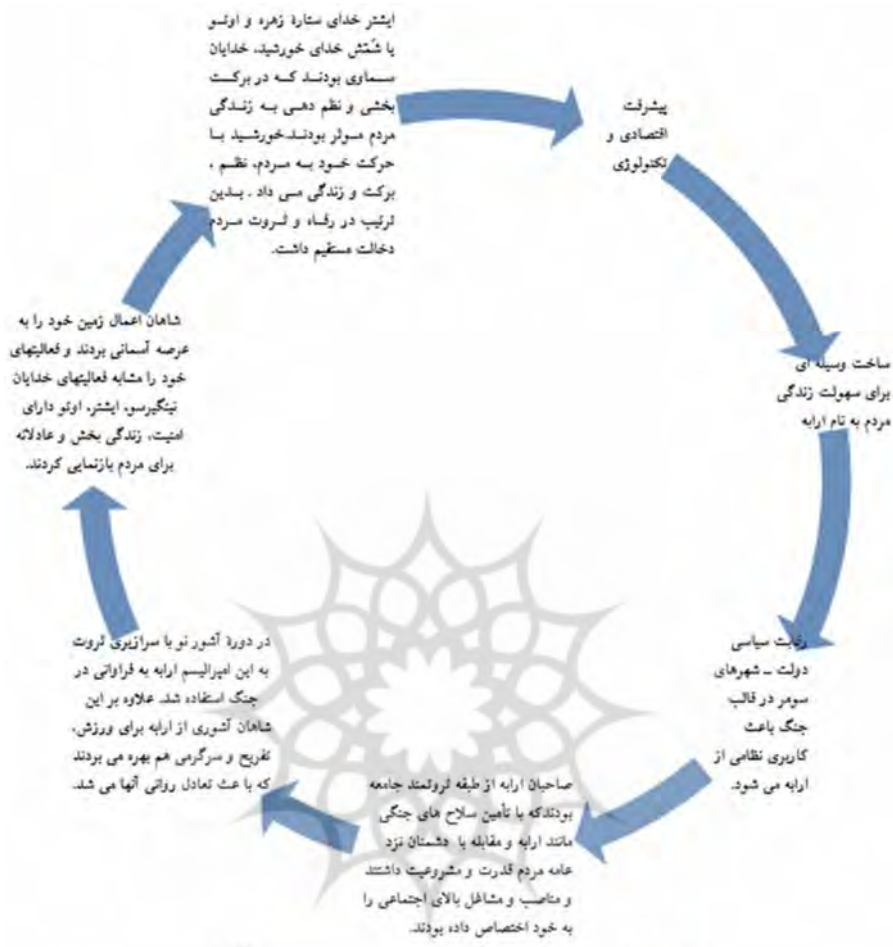 ایشتر خدای ستارۀ زهره و اوتو
یا شَمَش خدای خورشید، خدایان
سماوی بودند که در برکت
بخشی و نظم دهی به زندگی
مردم موثر بودند.خورشید با
حرکت خود به مردم، نظم ،
برکت و زندگی می داد . بدین
ترتیب در رفاه و ثروت مردم
دخالت مستقیم داشت.
پیشرفت
اقتصادی و
تکنولوژی
ساخت وسیله ای
برای سهولت زندگی
مردم به نام ارابه
رقابت سیاسی
دولت – شهرهای
سومر در قالب
جنگ باعث
کاربری نظامی از
ارابه می شود.
صاحبان ارابه از طبقه ثروتمند جامعه
بودندکه با تأمین سلاح های جنگی
مانند ارابه و مقابله با دشمنان نزد
عامه مردم قدرت و مشروعیت داشتند
و مناصب و مشاغل بالای اجتماعی را
به خود اختصاص داده بودند.
در دورۀ آشور نو با سرازیری ثروت
به این امپرالیسم ارابه به فراوانی در
جنگ استفاده شد. علاوه بر این
شاهان آشوری از ارابه برای ورزش،
تفریح و سرگرمی هم بهره می بردند
که با عث تعادل روانی آنها می شد.
شاهان اعمال زمین خود را به
عرصه آسمانی بردند و فعالیتهای
خود را مشابه فعالیتهای خدایان
نینگیرسو، ایشتر، اوتو دارای
امنیت، زندگی بخش و عادلانه
برای مردم بازنمایی کردند.